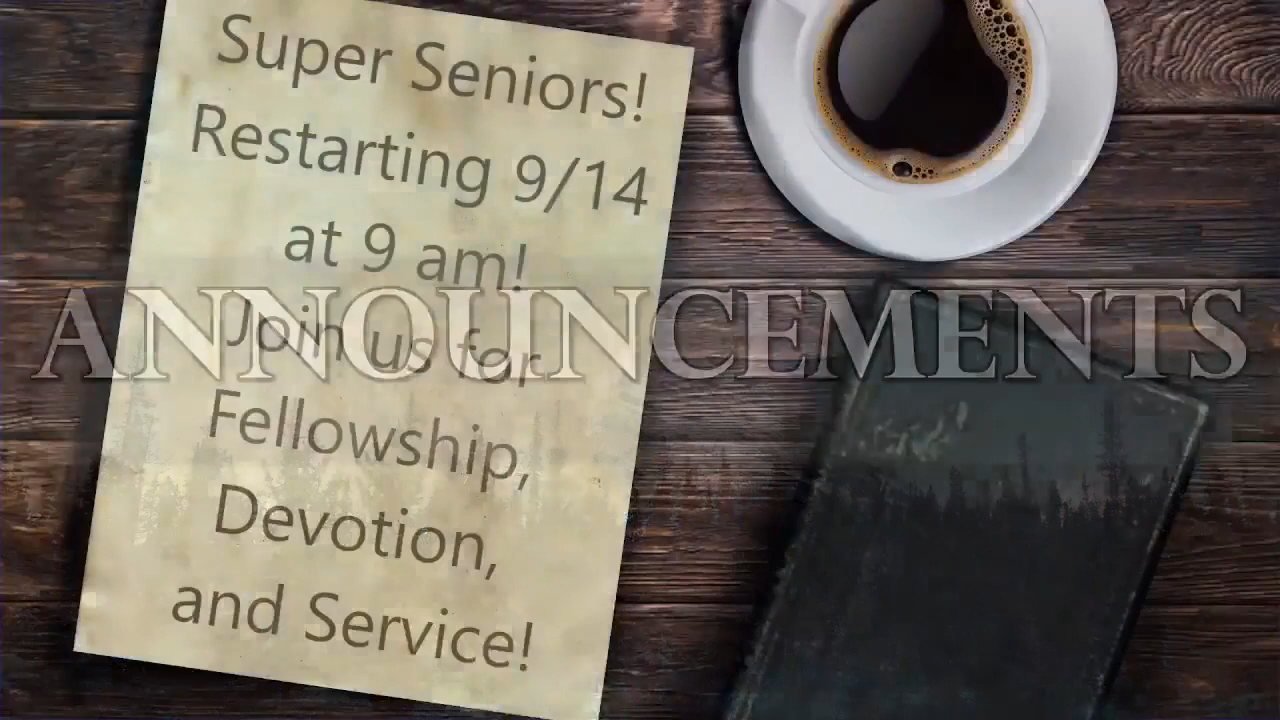 Super Seniors!
Restarting 9/14
at 9 am!
ANNOUNCEMENTS
Join us for
Fellowship,
Devotion,
and Service!